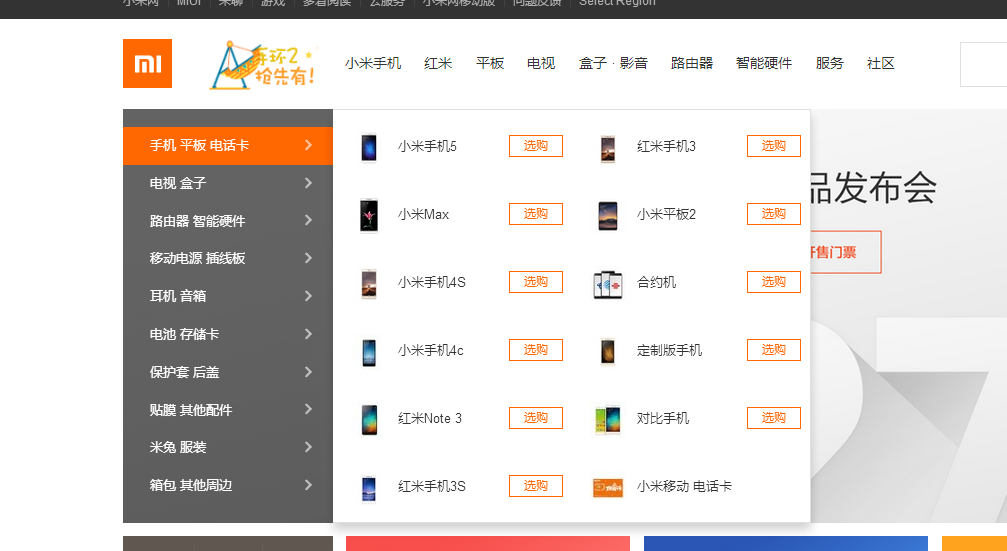 小米网 MIUI 米聊 游戏 多看阅读 云服务 小米网移动版 问题反馈 Select Region
mi
手环2
抢先有!
小米手机 红米 平板 电视 盒子 · 影音 路由器 智能硬件 服务 社区
手机 平板 电话卡
电视 盒子
路由器 智能硬件
移动电源 插线板
耳机 音箱
电池 存储卡
保护套 后盖
贴膜 其他配件
米兔 服装
箱包 其他周边
小米手机5 选购 红米手机3 选购
小米Max 选购 小米平板2 选购
小米手机4S 选购 合约机 选购
小米手机4c 选购 定制版手机 选购
红米Note 3 选购 对比手机 选购
红米手机3S 选购 小米移动 电话卡
品发布会
开售门票
27